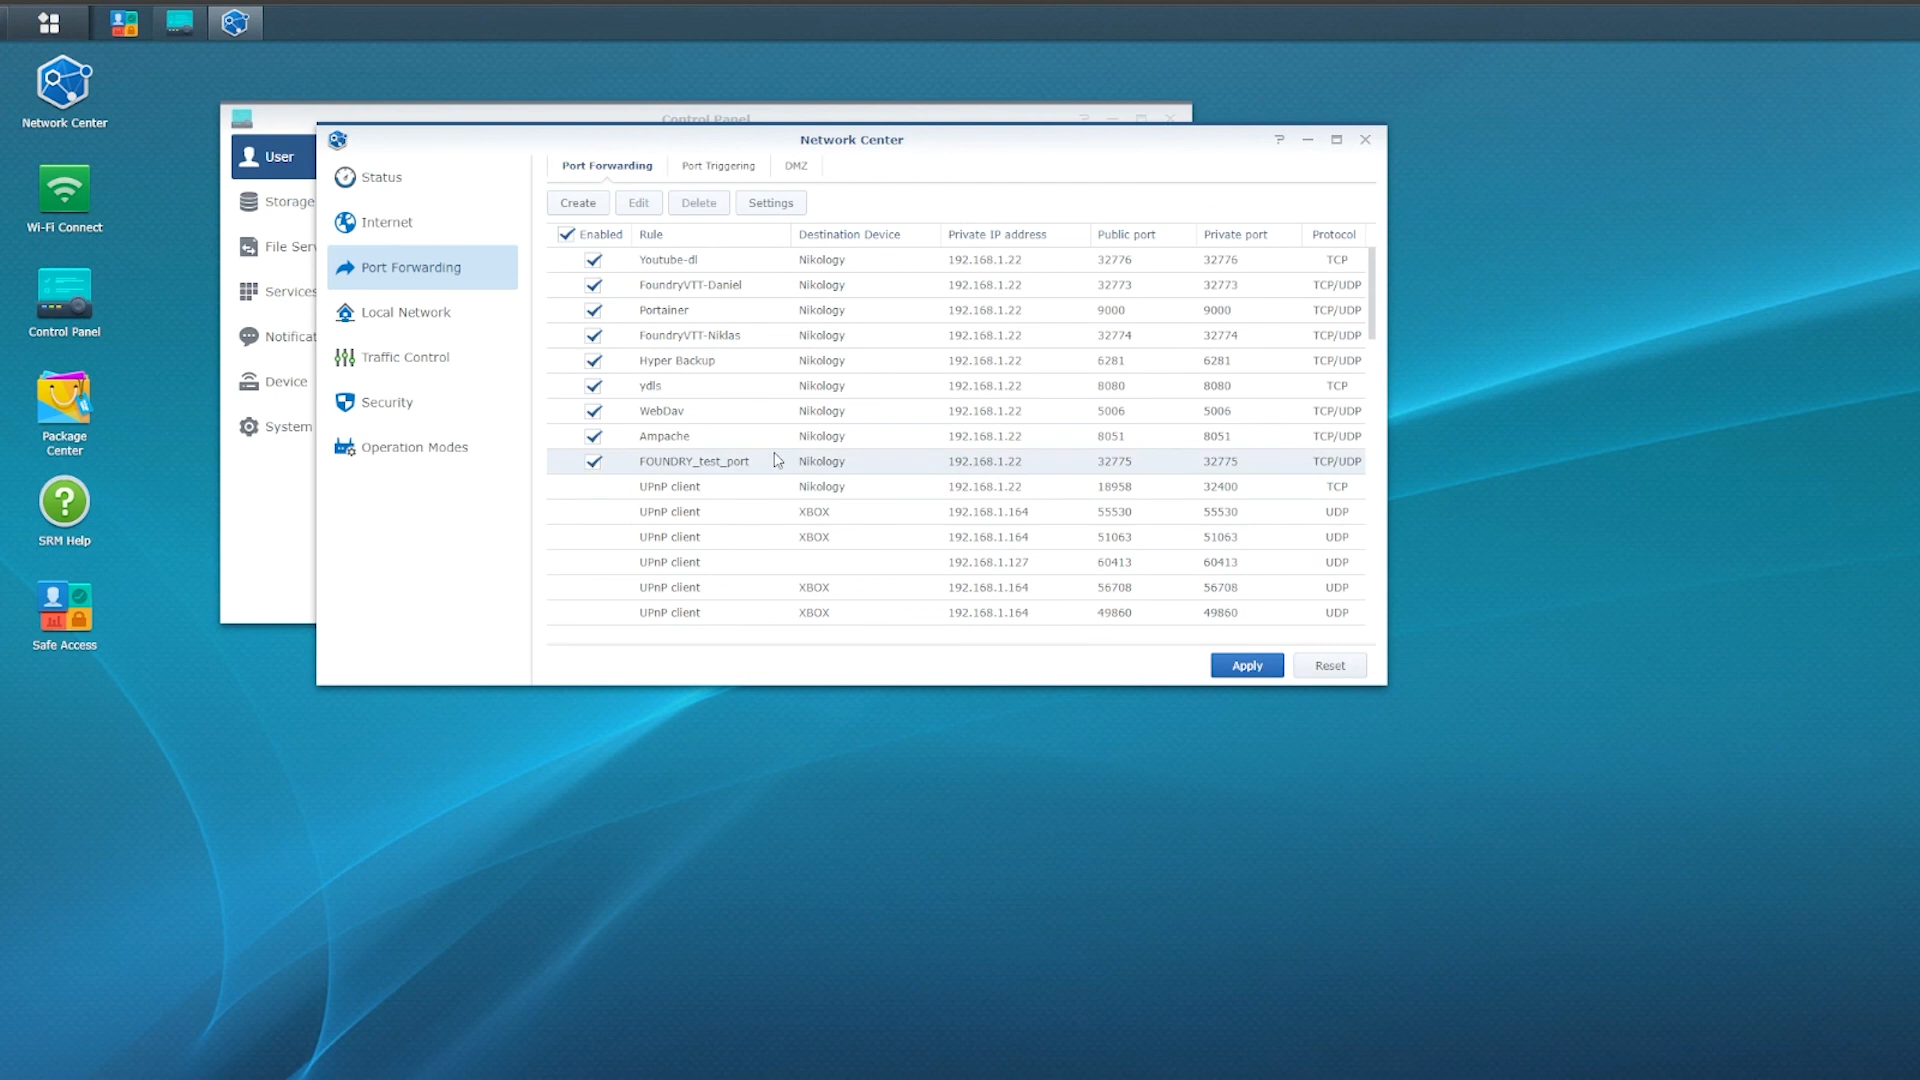 Network Center
Wi-Fi Connect
Control Panel
Package
Center
SRM Help
Safe Access
Control Panel
User
Storage
File Serv
Services
Notificat
Device
System
Network Center
Status
Internet
Port Forwarding
Local Network
Traffic Control
Security
Operation Modes
Port Forwarding Port Triggering DMZ
Create Edit Delete Settings
Enabled Rule Destination Device Private IP address Public port Private port Protocol
Youtube-dl Nikology 192.168.1.22 32776 32776 TCP
FoundryVTT-Daniel Nikology 192.168.1.22 32773 32773 TCP/UDP
Portainer Nikology 192.168.1.22 9000 9000 TCP/UDP
FoundryVTT-Niklas Nikology 192.168.1.22 32774 32774 TCP/UDP
Hyper Backup Nikology 192.168.1.22 6281 6281 TCP/UDP
ydls Nikology 192.168.1.22 8080 8080 TCP
WebDav Nikology 192.168.1.22 5006 5006 TCP/UDP
Ampache Nikology 192.168.1.22 8051 8051 TCP/UDP
FOUNDRY_test_port Nikology 192.168.1.22 32775 32775 TCP/UDP
UPnP client Nikology 192.168.1.22 18958 32400 TCP
UPnP client XBOX 192.168.1.164 55530 55530 UDP
UPnP client XBOX 192.168.1.164 51063 51063 UDP
UPnP client 192.168.1.127 60413 60413 UDP
UPnP client XBOX 192.168.1.164 56708 56708 UDP
UPnP client XBOX 192.168.1.164 49860 49860 UDP
Apply Reset